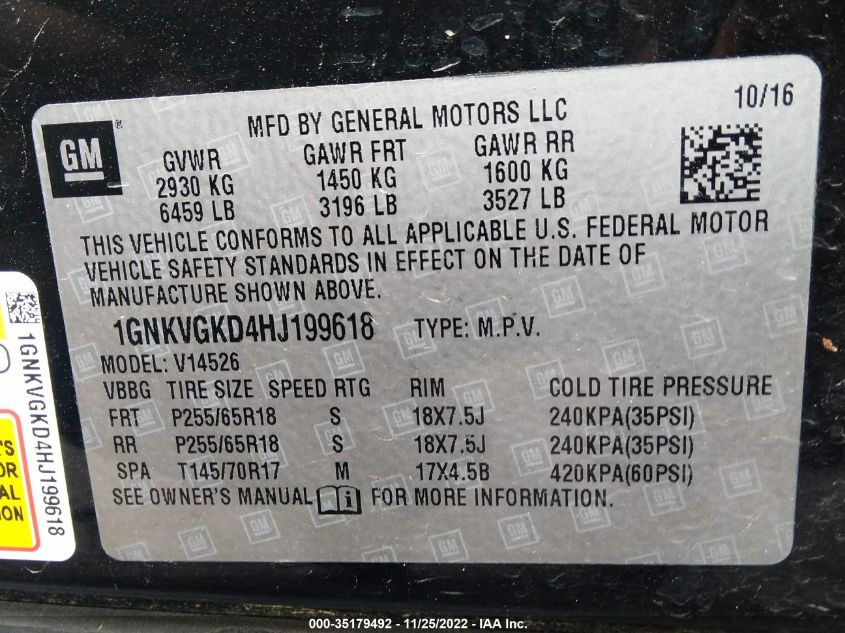 10/16
MFD BY GENERAL MOTORS LLC
GM
®
GVWR GAWR FRT GAWR RR
2930 KG 1450 KG 1600 KG
6459 LB 3196 LB 3527 LB
THIS VEHICLE CONFORMS TO ALL APPLICABLE U.S. FEDERAL MOTOR
VEHICLE SAFETY STANDARDS IN EFFECT ON THE DATE OF
MANUFACTURE SHOWN ABOVE.
1GNKVGKD4HJ199618 TYPE: M.P.V.
MODEL: V14526
VBBG TIRE SIZE SPEED RTG RIM COLD TIRE PRESSURE
FRT P255/65R18 S 18X7.5J 240KPA(35PSI)
RR P255/65R18 S 18X7.5J 240KPA(35PSI)
SPA T145/70R17 M 17X4.5B 420KPA(60PSI)
SEE OWNER'S MANUAL i FOR MORE INFORMATION.
1GNKVGKD4HJ199618
000-35179492 - 11/25/2022 - IAA Inc.